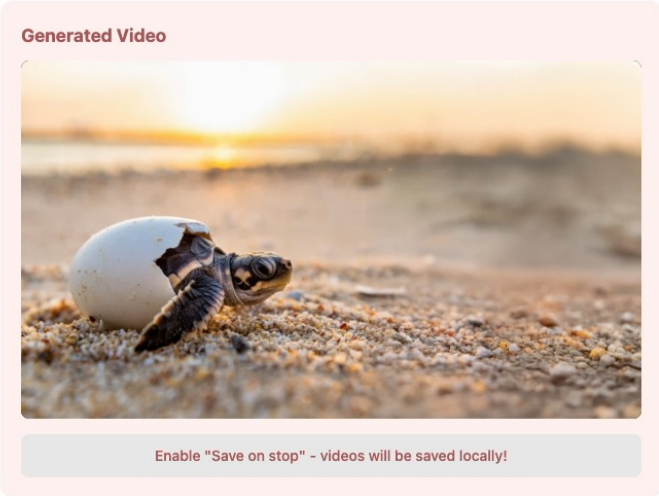 Generated Video
Enable "Save on stop" - videos will be saved locally!